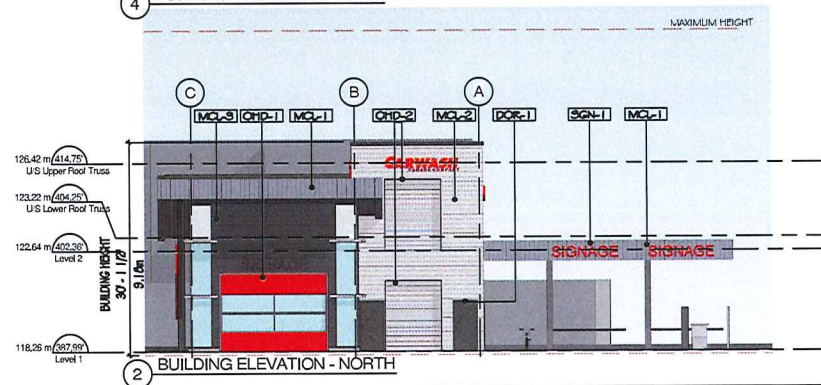 4
MAXIMUM HEIGHT
C
B
A
MCL-3 OHD-1 MCL-1 OHD-2 MCL-2 DOR-1 SGN-1 MCL-1
126.42 m 414.75'
U/S Upper Roof Truss
CARWASH
123.22 m 404.25'
U/S Lower Roof Truss
122.64 m 402.36'
Level 2
SIGNAGE SIGNAGE
BUILDING HEIGHT
30' - 1 1/2"
9.18m
118.26 m 387.99'
Level 1
2 BUILDING ELEVATION - NORTH